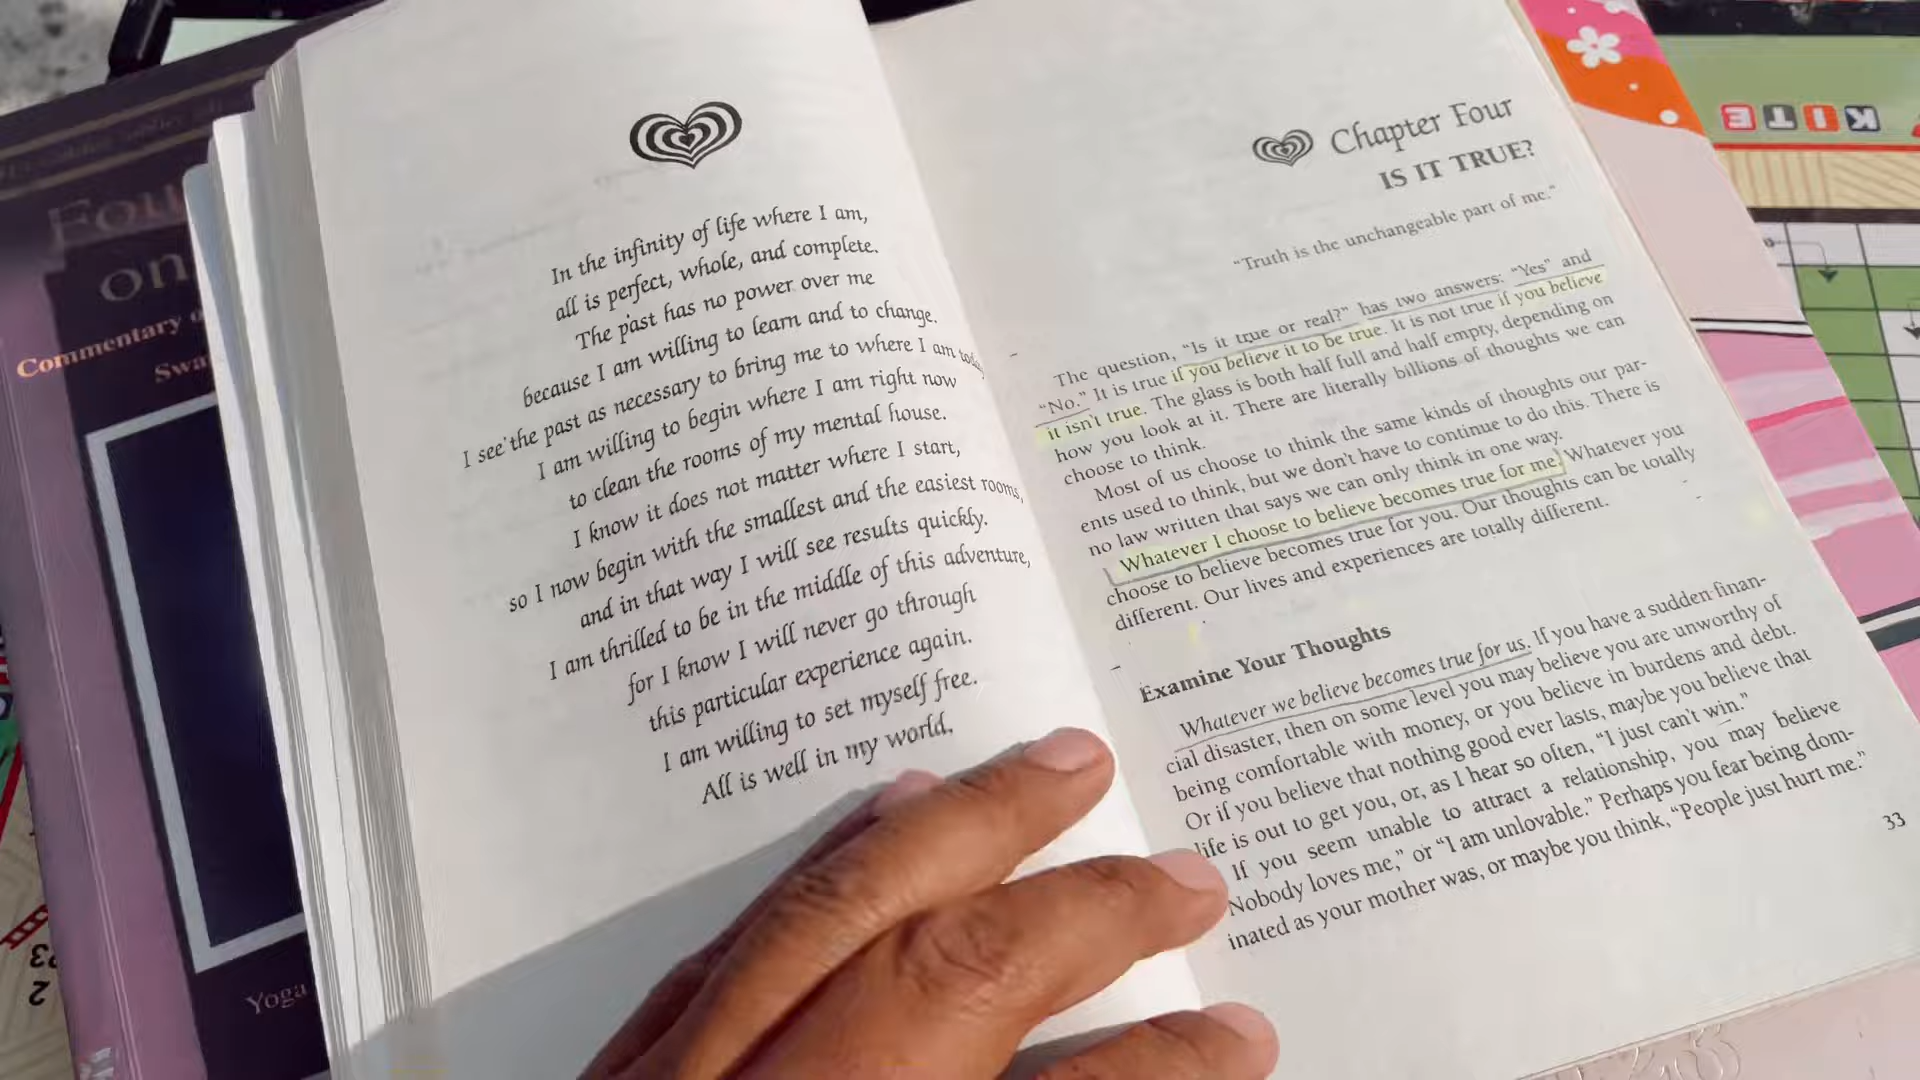 In the infinity of life where I am,
all is perfect, whole, and complete.
The past has no power over me
because I am willing to learn and to change.
I see the past as necessary to bring me to where I am today.
I am willing to begin where I am right now
to clean the rooms of my mental house.
I know it does not matter where I start,
so I now begin with the smallest and the easiest rooms,
and in that way I will see results quickly.
I am thrilled to be in the middle of this adventure,
for I know I will never go through
this particular experience again.
I am willing to set myself free.
All is well in my world.
Chapter Four
IS IT TRUE?
"Truth is the unchangeable part of me."
The question, "Is it true or real?" has two answers: "Yes" and
"No." It is true if you believe it to be true. It is not true if you believe
it isn't true. The glass is both half full and half empty, depending on
how you look at it. There are literally billions of thoughts we can
choose to think.
Most of us choose to think the same kinds of thoughts our par-
ents used to think, but we don't have to continue to do this. There is
no law written that says we can only think in one way.
Whatever I choose to believe becomes true for me. Whatever you
choose to believe becomes true for you. Our thoughts can be totally
different. Our lives and experiences are totally different.
Examine Your Thoughts
Whatever we believe becomes true for us. If you have a sudden finan-
cial disaster, then on some level you may believe you are unworthy of
being comfortable with money, or you believe in burdens and debt.
Or if you believe that nothing good ever lasts, maybe you believe that
life is out to get you, or, as I hear so often, "I just can't win."
If you seem unable to attract a relationship, you may believe
Nobody loves me," or "I am unlovable." Perhaps you fear being dom-
inated as your mother was, or maybe you think, "People just hurt me."
33
Fou
on
Commentary
Swa
Yoga
KITE
2